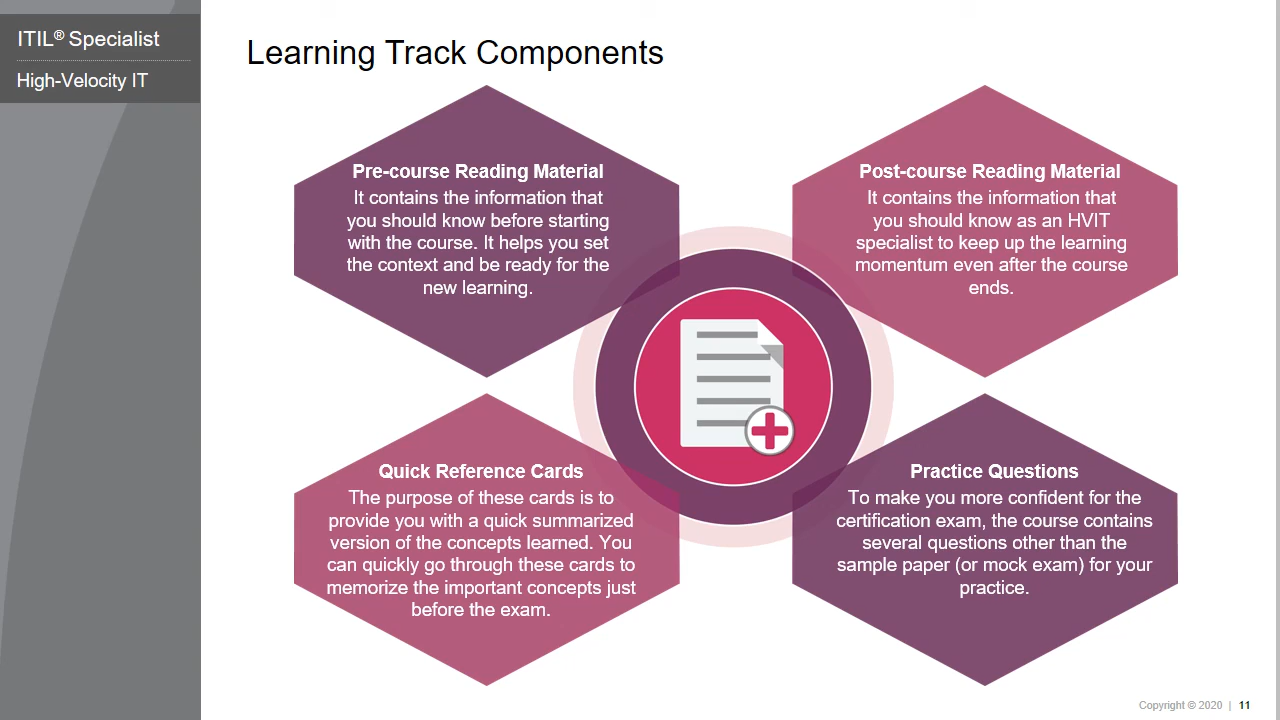 ITIL® Specialist
High-Velocity IT
Learning Track Components
Pre-course Reading Material
It contains the information that
you should know before starting
with the course. It helps you set
the context and be ready for the
new learning.
Post-course Reading Material
It contains the information that
you should know as an HVIT
specialist to keep up the learning
momentum even after the course
ends.
Quick Reference Cards
The purpose of these cards is to
provide you with a quick summarized
version of the concepts learned. You
can quickly go through these cards to
memorize the important concepts just
before the exam.
Practice Questions
To make you more confident for the
certification exam, the course contains
several questions other than the
sample paper (or mock exam) for your
practice.
Copyright © 2020 | 11